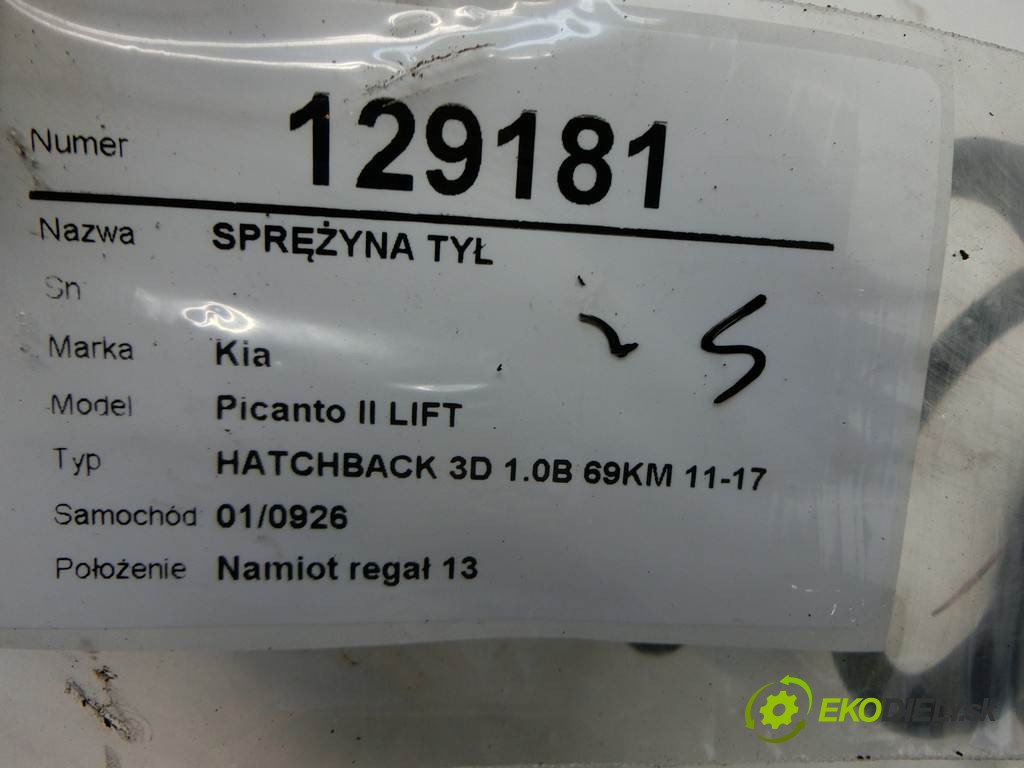 Numer 129181
Nazwa SPRĘŻYNA TYŁ
Sn
Marka Kia
Model Picanto II LIFT
Typ HATCHBACK 3D 1.0B 69KM 11-17
Samochód 01/0926
Położenie Namiot regał 13
EKODIELY.sk